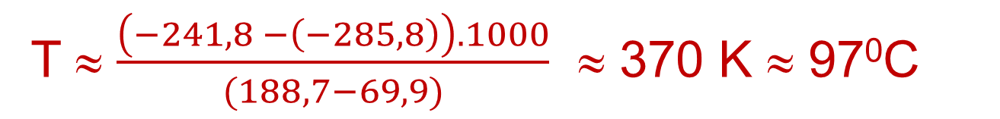 T ≈ (−241,8 −(−285,8)).1000 / (188,7−69,9) ≈ 370 K ≈ 97⁰C